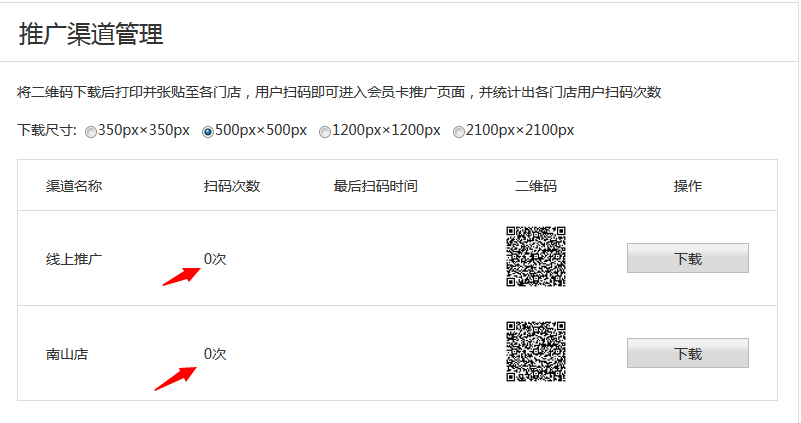 推广渠道管理
将二维码下载后打印并张贴至各门店，用户扫码即可进入会员卡推广页面，并统计出各门店用户扫码次数
下载尺寸: 350px×350px 500px×500px 1200px×1200px 2100px×2100px
渠道名称 扫码次数 最后扫码时间 二维码 操作
线上推广 0次 下载
南山店 0次 下载